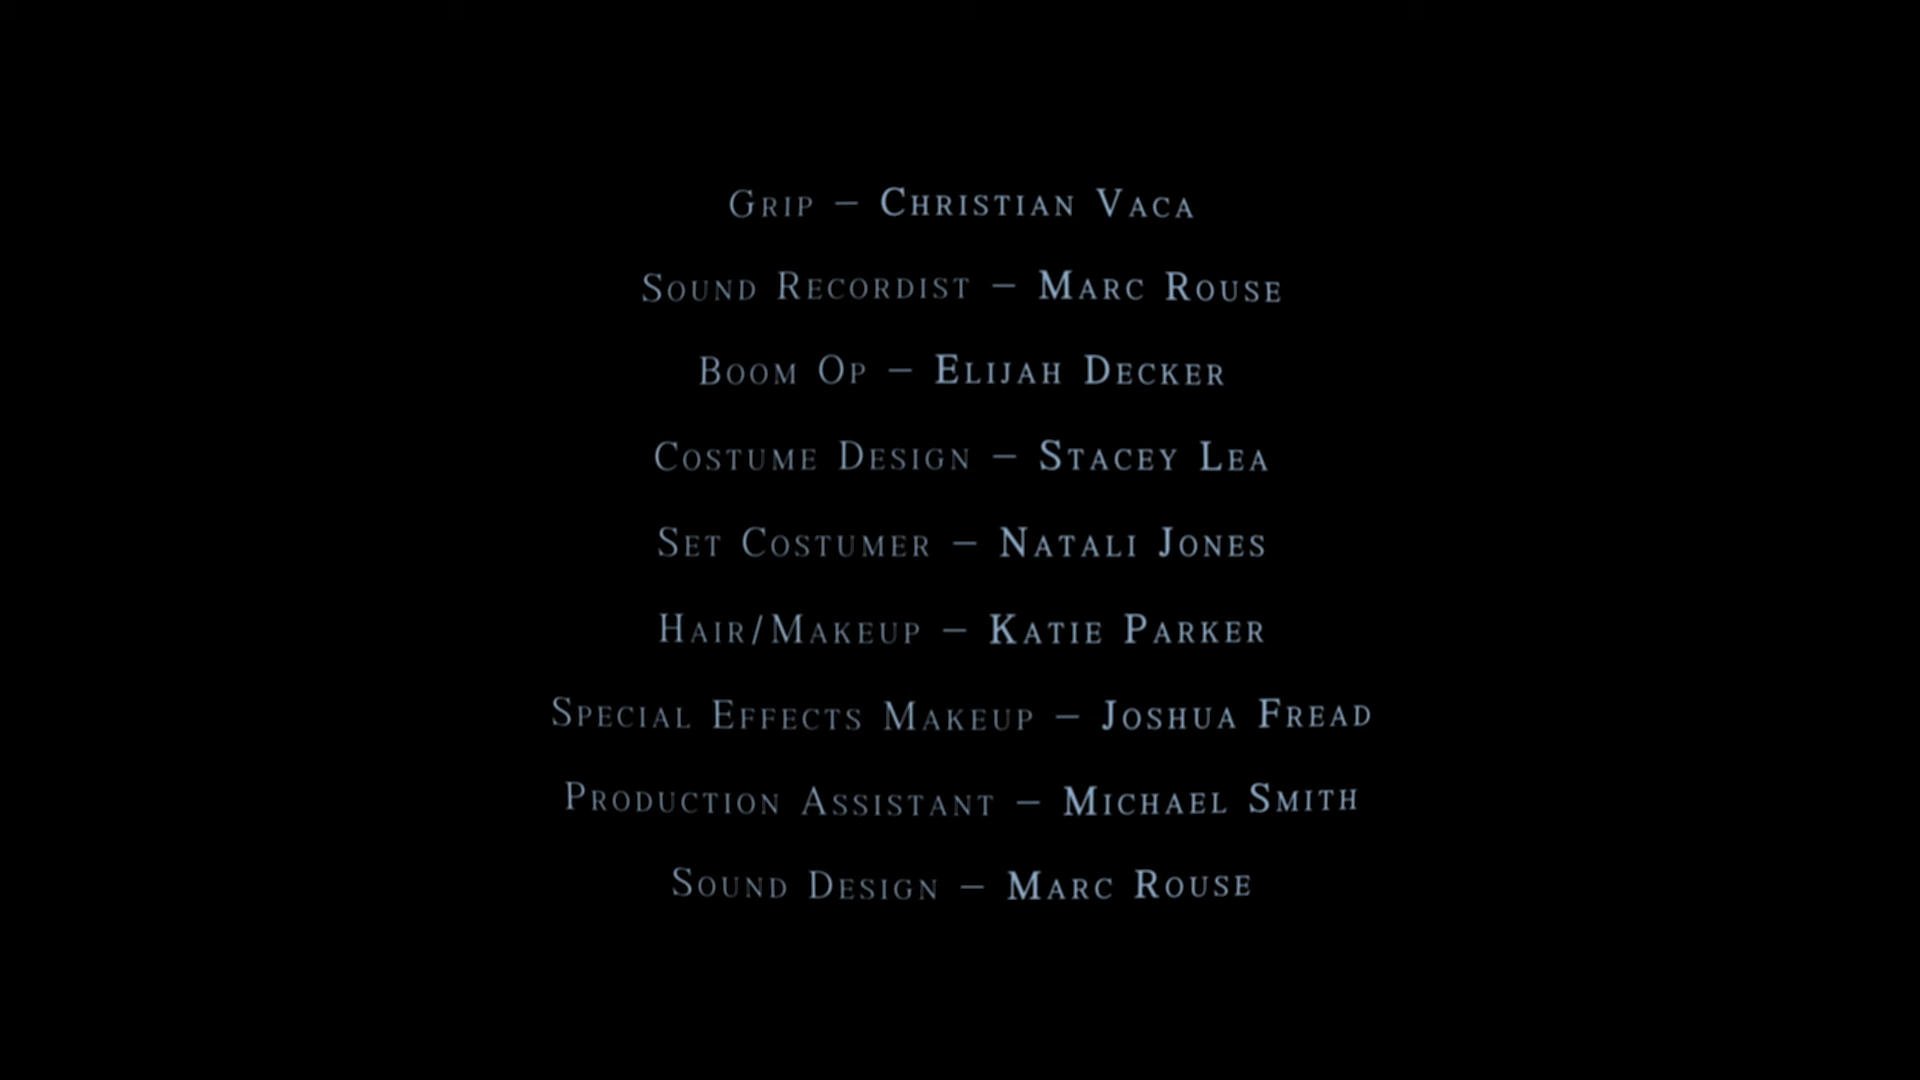 Grip – Christian Vaca
Sound Recordist – Marc Rouse
Boom Op – Elijah Decker
Costume Design – Stacey Lea
Set Costumer – Natali Jones
Hair/Makeup – Katie Parker
Special Effects Makeup – Joshua Fread
Production Assistant – Michael Smith
Sound Design – Marc Rouse